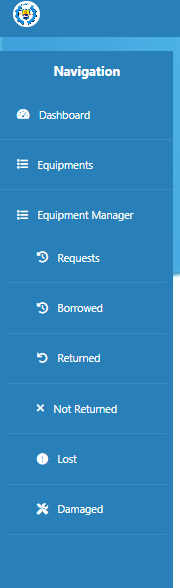 Navigation
Dashboard
Equipments
Equipment Manager
Requests
Borrowed
Returned
Not Returned
Lost
Damaged